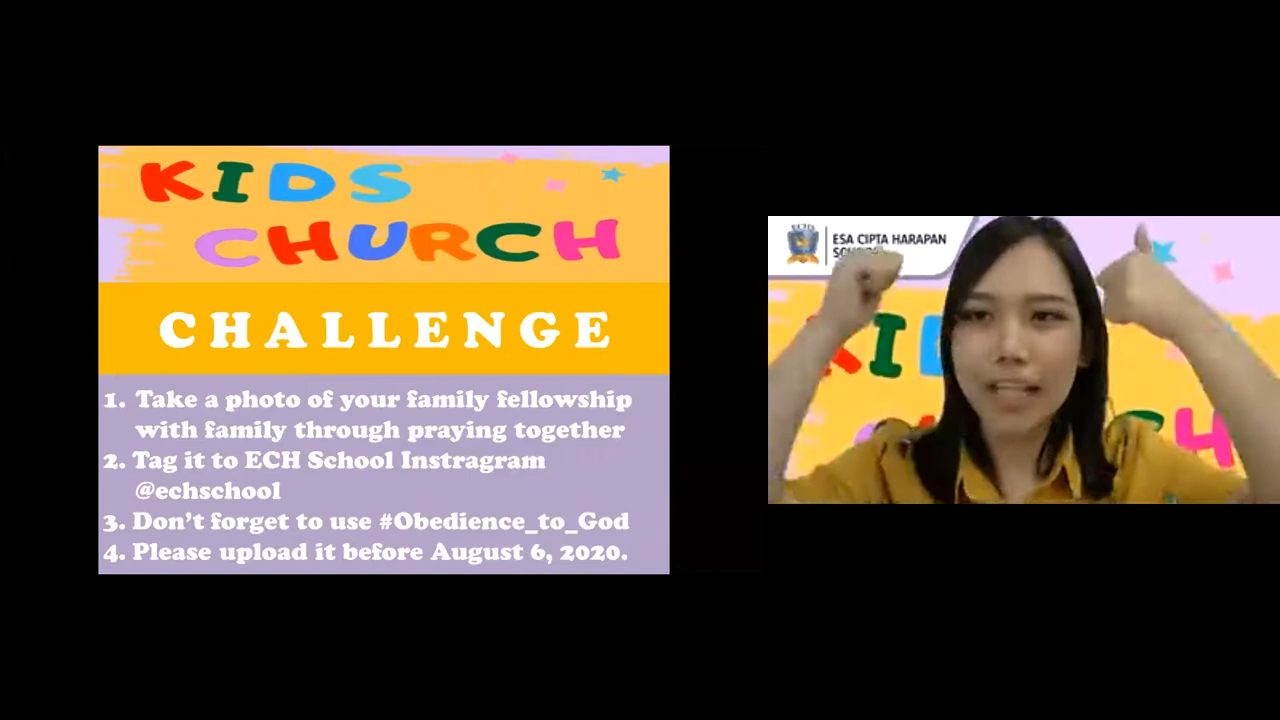 KIDS
CHURCH
CHALLENGE
1. Take a photo of your family fellowship
with family through praying together
2. Tag it to ECH School Instragram
@echschool
3. Don't forget to use #Obedience_to_God
4. Please upload it before August 6, 2020.
ESA CIPTA HARAPAN